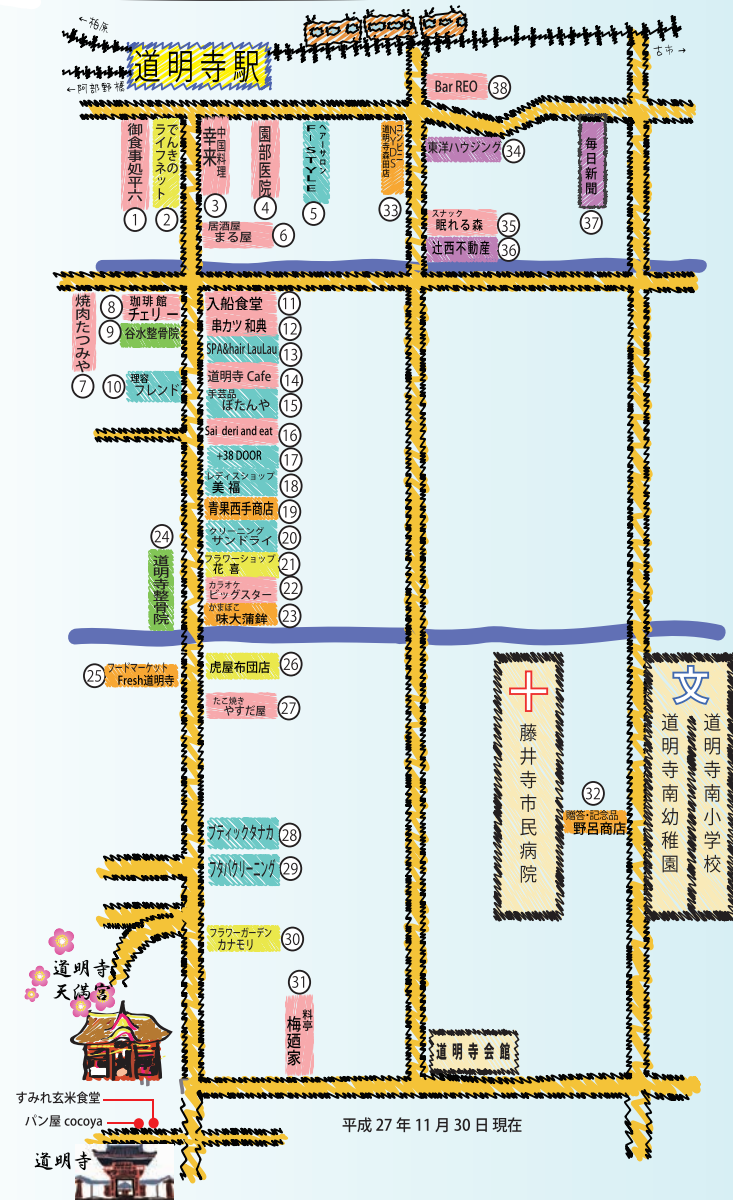 ←柏原
道明寺駅
←阿部野橋
古市→
Bar REO
38
御食事処平六
1
でんきの
ライフネット
2
中国料理
幸来
3
園部医院
4
ヘアーサロン
F-STYLE
5
居酒屋
まる屋
6
コンビニ
NYDS
道明寺森田店
33
東洋ハウジング
34
スナック
眠れる森
35
辻西不動産
36
毎日新聞
37
焼肉たつみや
7
珈琲館
チェリー
8
谷水整骨院
9
理容
フレンド
10
入船食堂
11
串カツ 和典
12
SPA&hair LauLau
13
道明寺 Cafe
14
手芸品
ぼたんや
15
Sai deri and eat
16
+38 DOOR
17
レディスショップ
美福
18
青果西手商店
19
クリーニング
サンドライ
20
フラワーショップ
花喜
21
カラオケ
ビッグスター
22
かまぼこ
味大蒲鉾
23
24
道明寺整骨院
25
フードマーケット
Fresh道明寺
虎屋布団店
26
たこ焼き
やすだ屋
27
ブティックタナカ
28
フタバクリーニング
29
フラワーガーデン
カナモリ
30
31
料亭
梅廼家
藤井寺市民病院
32
贈答・記念品
野呂商店
文
道明寺南小学校
道明寺南幼稚園
道明寺
天満宮
道明寺会館
すみれ玄米食堂
パン屋 cocoya
道明寺
平成 27 年 11 月 30 日 現在